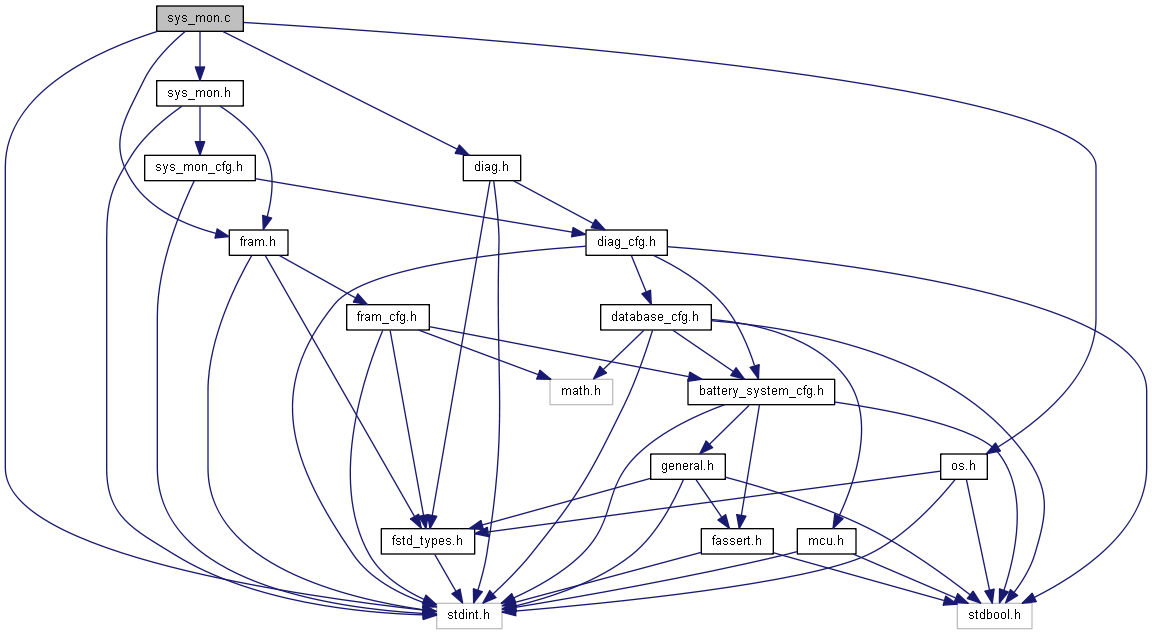 sys_mon.c
sys_mon.h
sys_mon_cfg.h
diag.h
fram.h
diag_cfg.h
fram_cfg.h
database_cfg.h
math.h
battery_system_cfg.h
general.h
os.h
fstd_types.h
fassert.h
mcu.h
stdint.h
stdbool.h